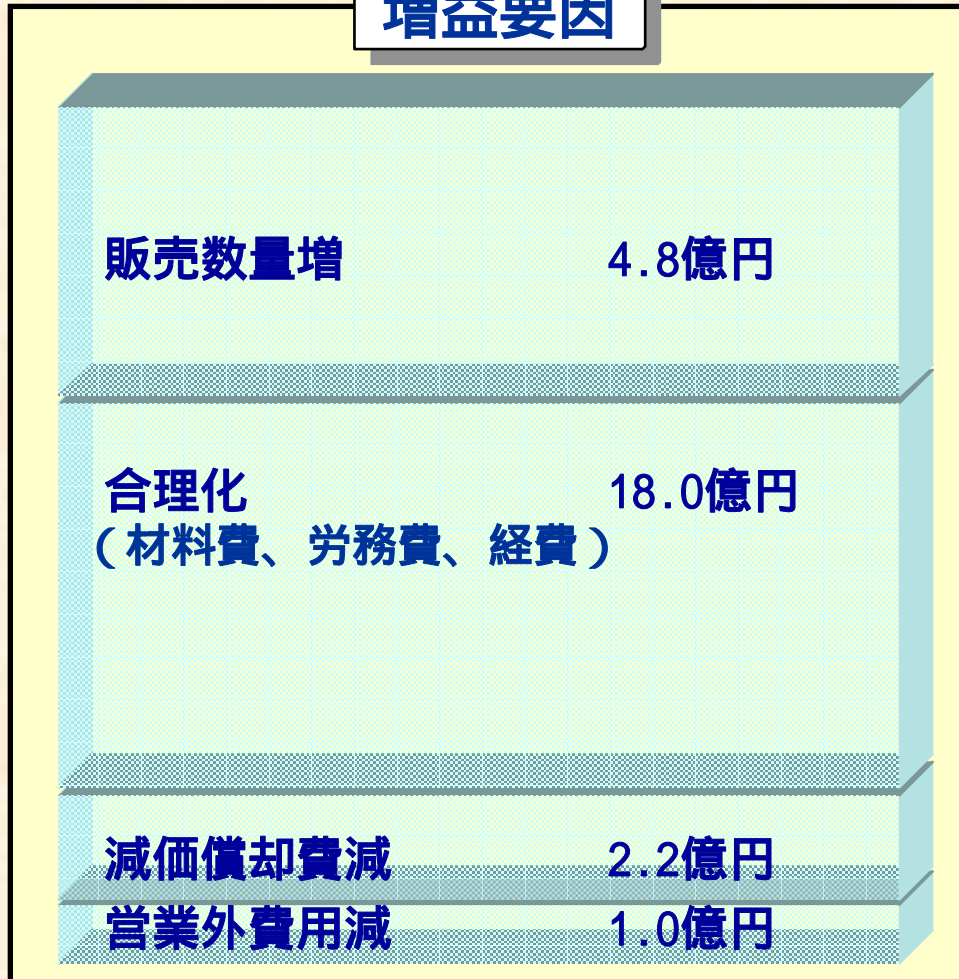 増益要因
販売数量増 4.8億円
合理化 18.0億円
(材料費、労務費、経費)
減価償却費減 2.2億円
営業外費用減 1.0億円